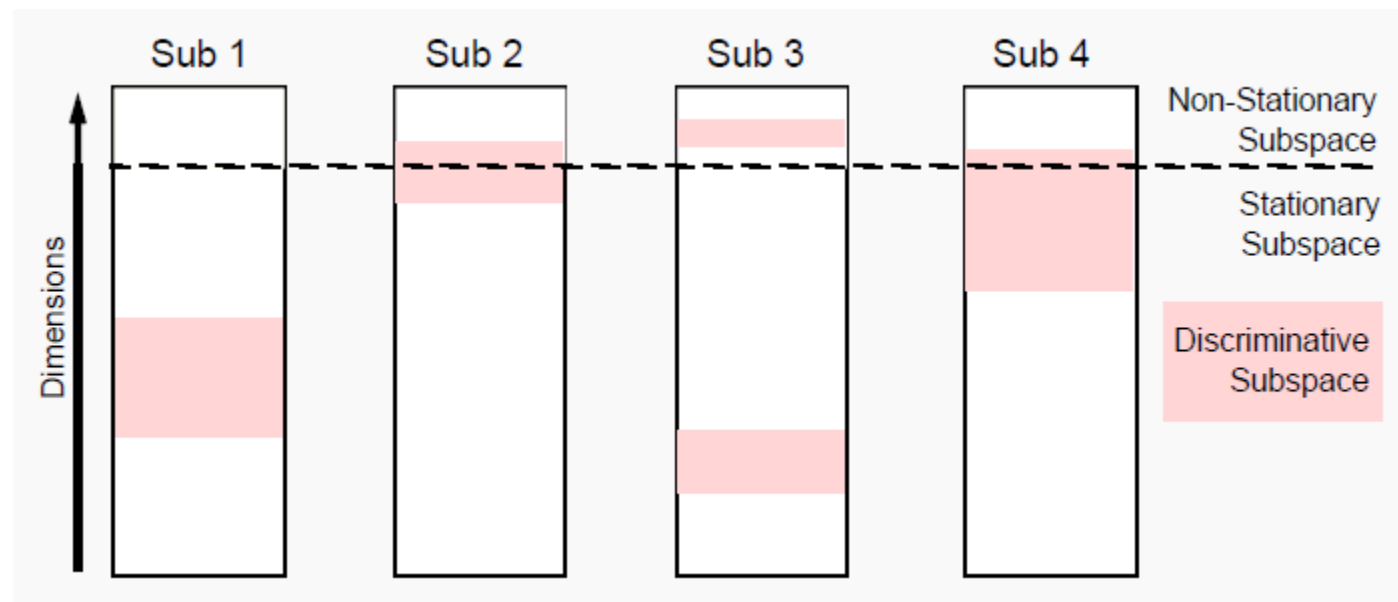 Sub 1
Sub 2
Sub 3
Sub 4
Non-Stationary
Subspace
Stationary
Subspace
Dimensions
Discriminative
Subspace